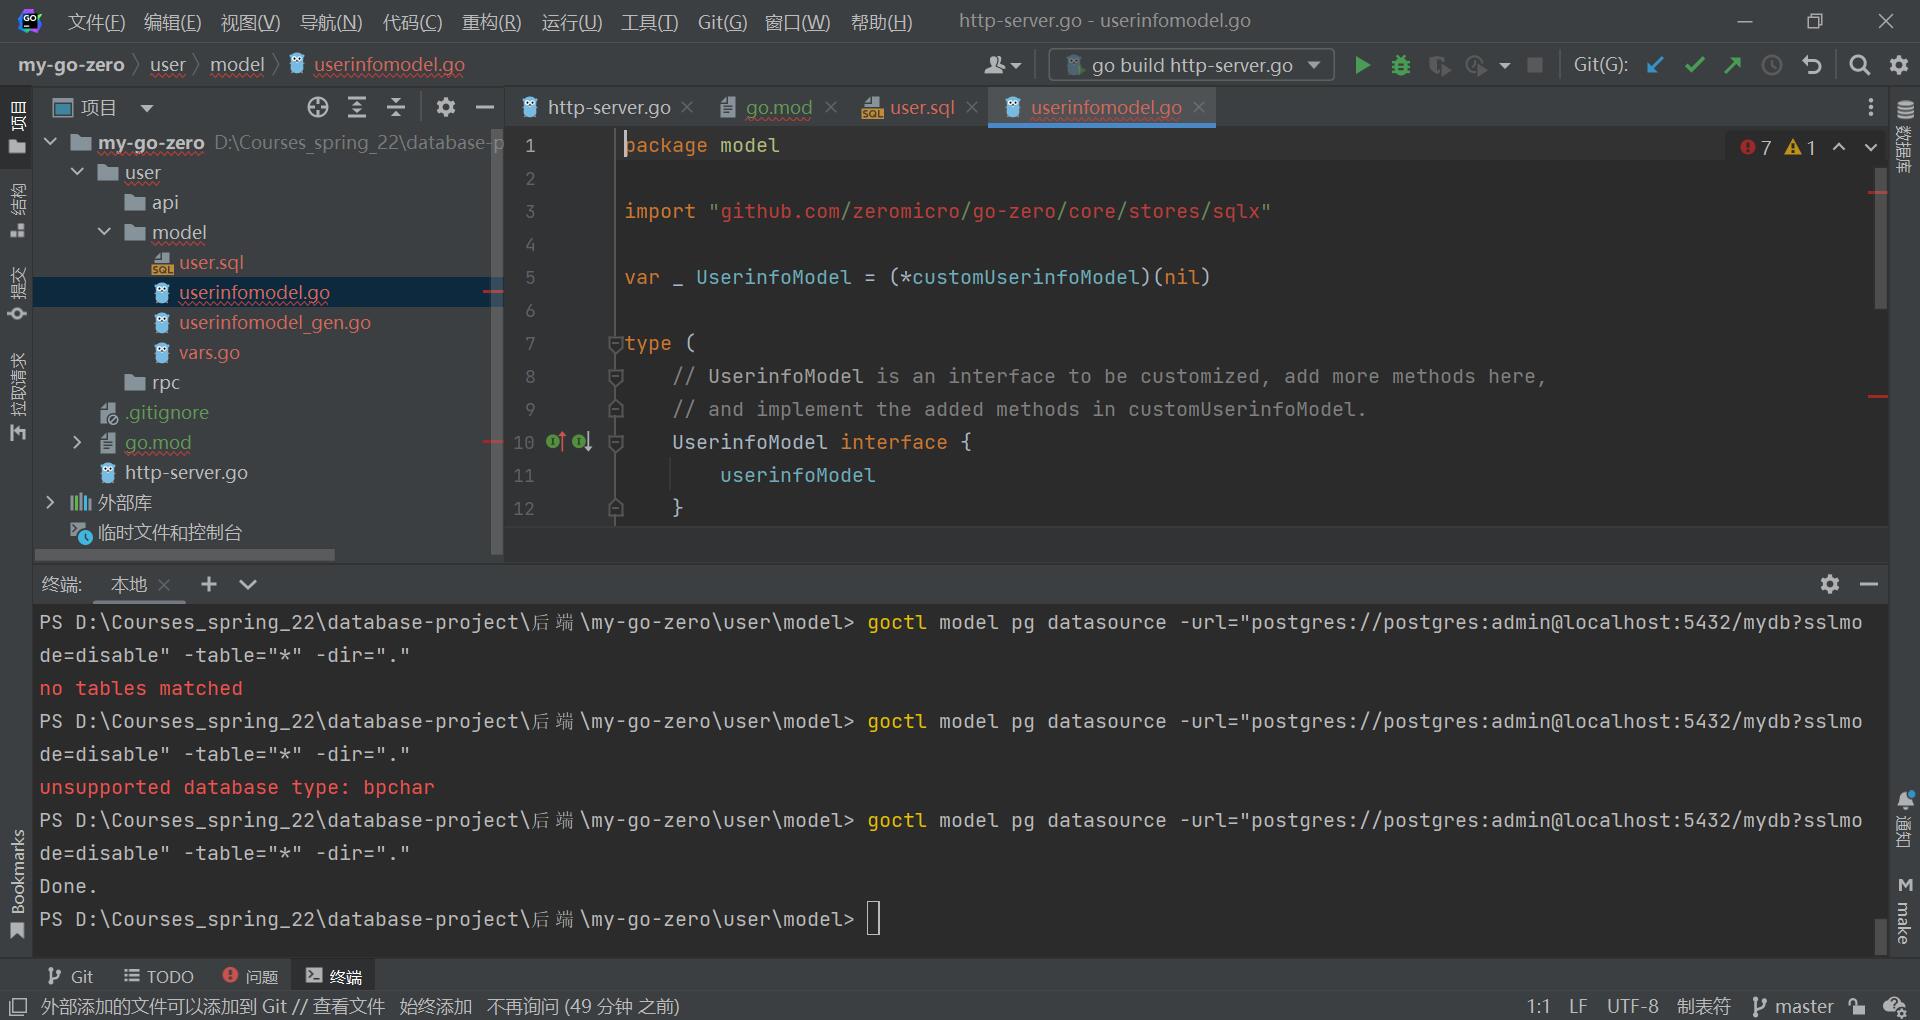 文件(F) 编辑(E) 视图(V) 导航(N) 代码(C) 重构(R) 运行(U) 工具(T) Git(G) 窗口(W) 帮助(H) http-server.go - userinfomodel.go
my-go-zero user model userinfomodel.go go build http-server.go Git(G):
项目
http-server.go go.mod user.sql userinfomodel.go
项目
结构
提交
拉取请求
Bookmarks
my-go-zero D:\Courses_spring_22\database-p
user
api
model
user.sql
userinfomodel.go
userinfomodel_gen.go
vars.go
rpc
.gitignore
go.mod
http-server.go
外部库
临时文件和控制台
1 package model
7 1
2
3 import "github.com/zeromicro/go-zero/core/stores/sqlx"
4
5 var _ UserinfoModel = (*customUserinfoModel)(nil)
6
7 type (
8 // UserinfoModel is an interface to be customized, add more methods here,
9 // and implement the added methods in customUserinfoModel.
10 UserinfoModel interface {
11 userinfoModel
12 }
数据库
通知
make
终端: 本地
PS D:\Courses_spring_22\database-project\后端\my-go-zero\user\model> goctl model pg datasource -url="postgres://postgres:admin@localhost:5432/mydb?sslmo
de=disable" -table="*" -dir="."
no tables matched
PS D:\Courses_spring_22\database-project\后端\my-go-zero\user\model> goctl model pg datasource -url="postgres://postgres:admin@localhost:5432/mydb?sslmo
de=disable" -table="*" -dir="."
unsupported database type: bpchar
PS D:\Courses_spring_22\database-project\后端\my-go-zero\user\model> goctl model pg datasource -url="postgres://postgres:admin@localhost:5432/mydb?sslmo
de=disable" -table="*" -dir="."
Done.
PS D:\Courses_spring_22\database-project\后端\my-go-zero\user\model>
Git TODO 问题 终端
外部添加的文件可以添加到 Git // 查看文件 始终添加 不再询问 (49 分钟 之前) 1:1 LF UTF-8 制表符 master